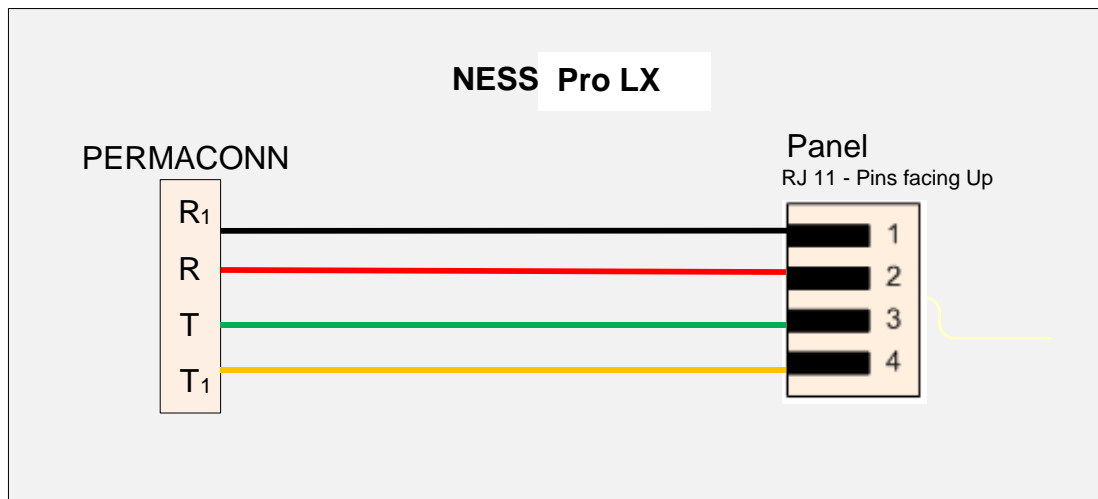 NESS Pro LX
PERMACONN
R1
R
T
T1
Panel
RJ 11 - Pins facing Up
1
2
3
4